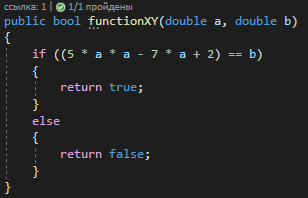 ссылка: 1 | 1/1 пройдены
public bool functionXY(double a, double b)
{
if ((5 * a * a - 7 * a + 2) == b)
{
return true;
}
else
{
return false;
}
}